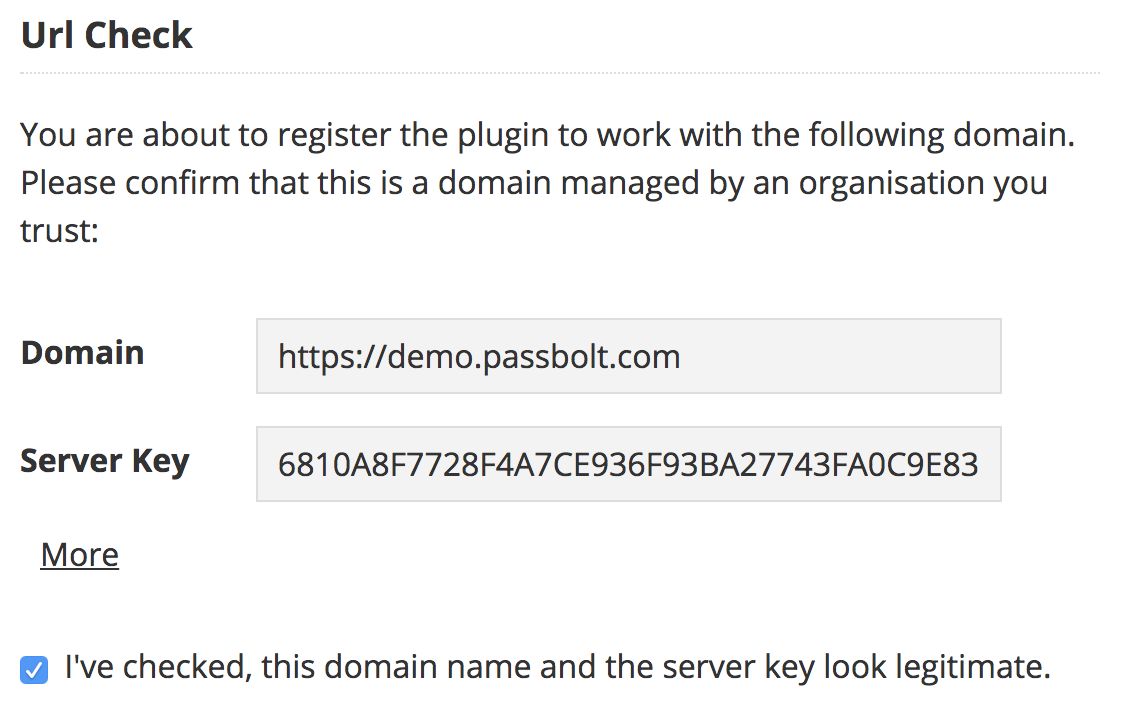 Url Check
You are about to register the plugin to work with the following domain.
Please confirm that this is a domain managed by an organisation you
trust:
Domain
https://demo.passbolt.com
Server Key
6810A8F7728F4A7CE936F93BA27743FA0C9E83
More
I've checked, this domain name and the server key look legitimate.